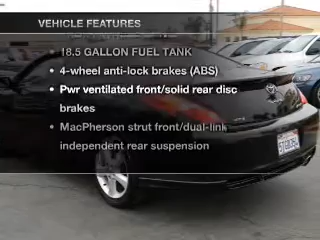 VEHICLE FEATURES
• 18.5 GALLON FUEL TANK
• 4-wheel anti-lock brakes (ABS)
• Pwr ventilated front/solid rear disc
brakes
• MacPherson strut front/dual-link
independent rear suspension